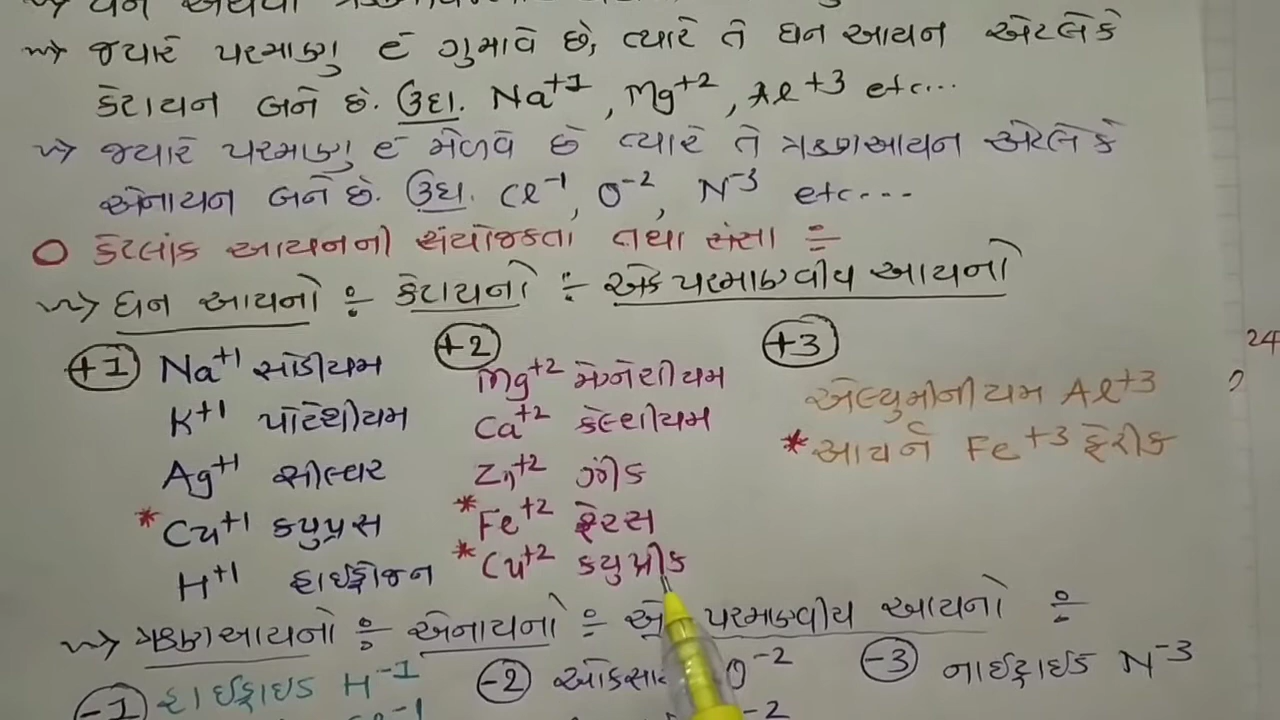 જ્યારે પરમાણુ e⁻ ગુમાવે છે, ત્યારે તે ધન આયન એટલેકે
કેટાયન બને છે. ઉદા. Na⁺¹, Mg⁺², Al⁺³ etc...
જ્યારે પરમાણુ e⁻ મેળવે છે ત્યારે તે ઋણઆયન એટલેકે
એનાયન બને છે. ઉદા. Cl⁻¹, O⁻², N⁻³ etc....
કેટલાંક આયનની સંયોજકતા તથા સંજ્ઞા ÷
ધન આયનો ÷ કેટાયનો ÷ એક પરમાણ્વીય આયનો
+1 +2 +3
Na⁺¹ સોડીયમ Mg⁺² મેગ્નેશીયમ એલ્યુમીનીયમ Al⁺³
K⁺¹ પોટેશીયમ Ca⁺² કેલ્શીયમ * આયર્ન Fe⁺³ ફેરીક
Ag⁺¹ સીલ્વર Zn⁺² ઝીંક
* Cu⁺¹ ક્યુપ્રસ * Fe⁺² ફેરસ
H⁺¹ હાઈડ્રોજન * Cu⁺² ક્યુપ્રીક
ઋણઆયનો ÷ એનાયનો ÷ પરમાણ્વીય આયનો ÷
-1 હાઈડ્રાઈડ H⁻¹ -2 O⁻² -3 નાઈટ્રાઈડ N⁻³
24